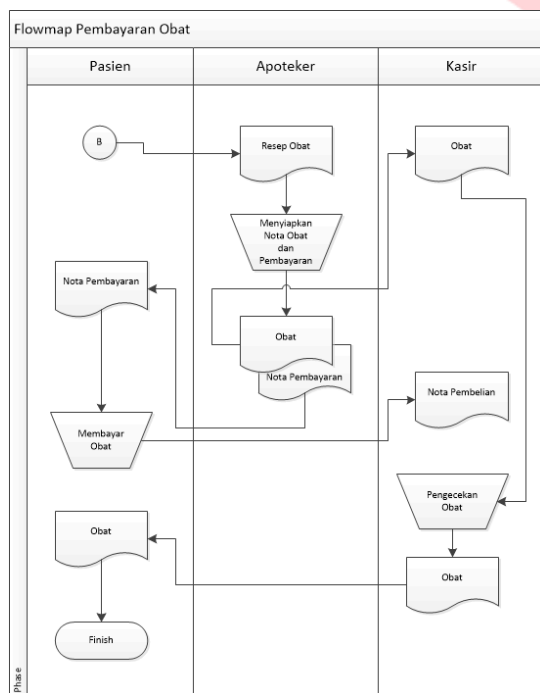 Flowmap Pembayaran Obat
Pasien
Apoteker
Kasir
B
Resep Obat
Obat
Menyiapkan
Nota Obat
dan
Pembayaran
Nota Pembayaran
Obat
Nota Pembayaran
Nota Pembelian
Membayar
Obat
Pengecekan
Obat
Obat
Obat
Finish
Phase